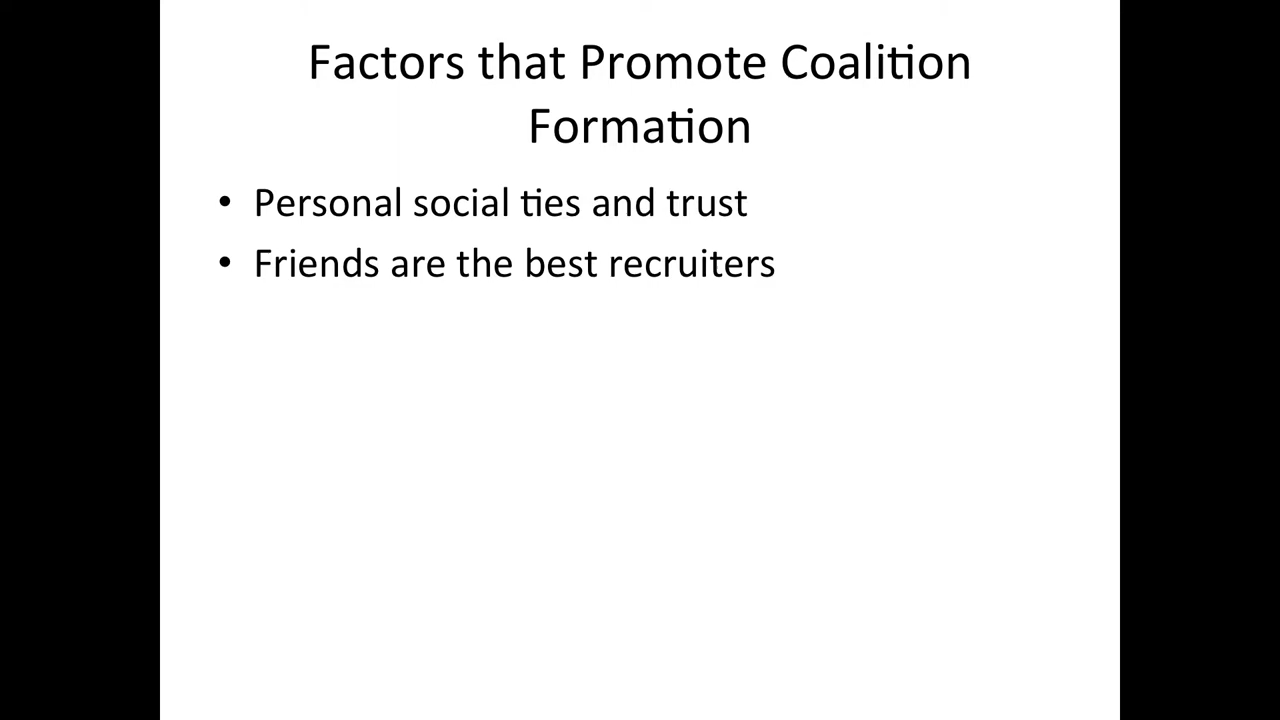 Factors that Promote Coalition
Formation
• Personal social ties and trust
• Friends are the best recruiters